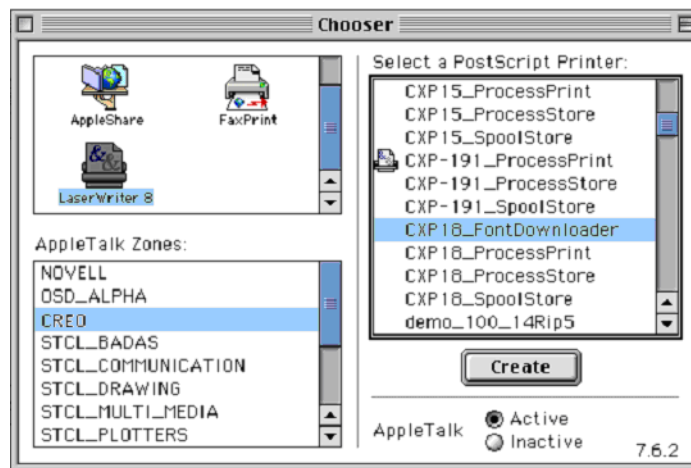 Chooser
AppleShare
FaxPrint
LaserWriter 8
AppleTalk Zones:
NOVELL
OSD_ALPHA
CREO
STCL_BADAS
STCL_COMMUNICATION
STCL_DRAWING
STCL_MULTI_MEDIA
STCL_PLOTTERS
Select a PostScript Printer:
CXP15_ProcessPrint
CXP15_ProcessStore
CXP15_SpoolStore
CXP-191_ProcessPrint
CXP-191_ProcessStore
CXP-191_SpoolStore
CXP18_FontDownloader
CXP18_ProcessPrint
CXP18_ProcessStore
CXP18_SpoolStore
demo_100_14Rip5
Create
AppleTalk
Active
Inactive
7.6.2